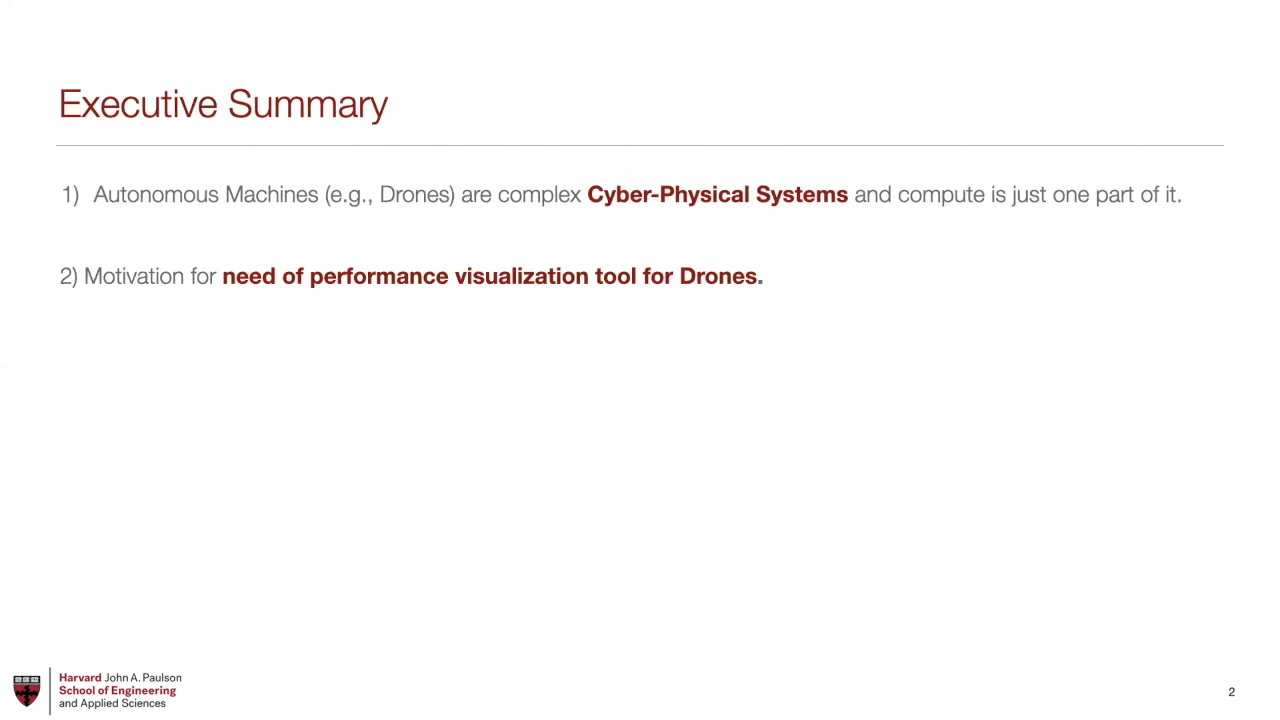 Executive Summary
1) Autonomous Machines (e.g., Drones) are complex Cyber-Physical Systems and compute is just one part of it.
2) Motivation for need of performance visualization tool for Drones.
Harvard John A. Paulson
School of Engineering
and Applied Sciences
2